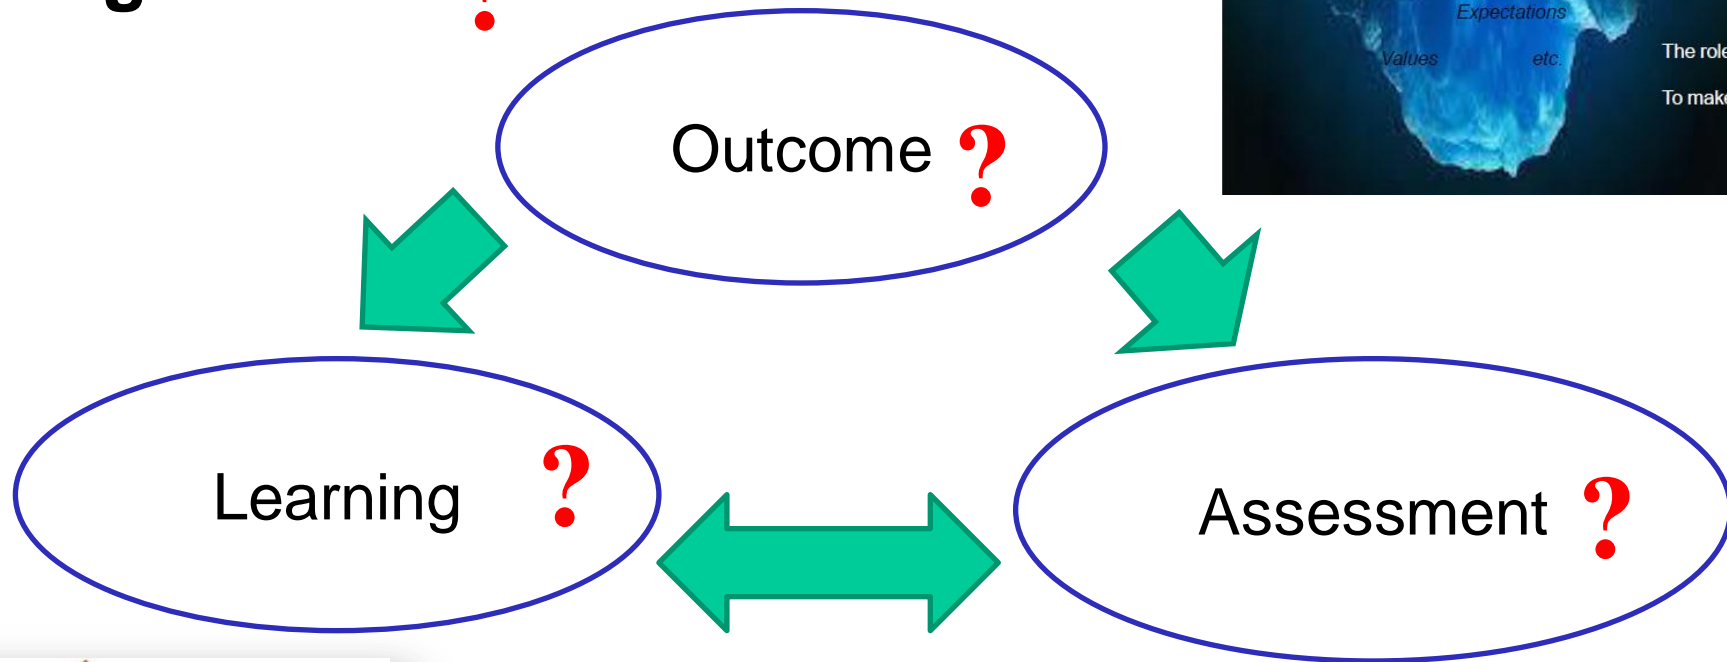 g ?
Expectations
Values etc.
The role
To make
Outcome ?
Learning ?
Assessment ?